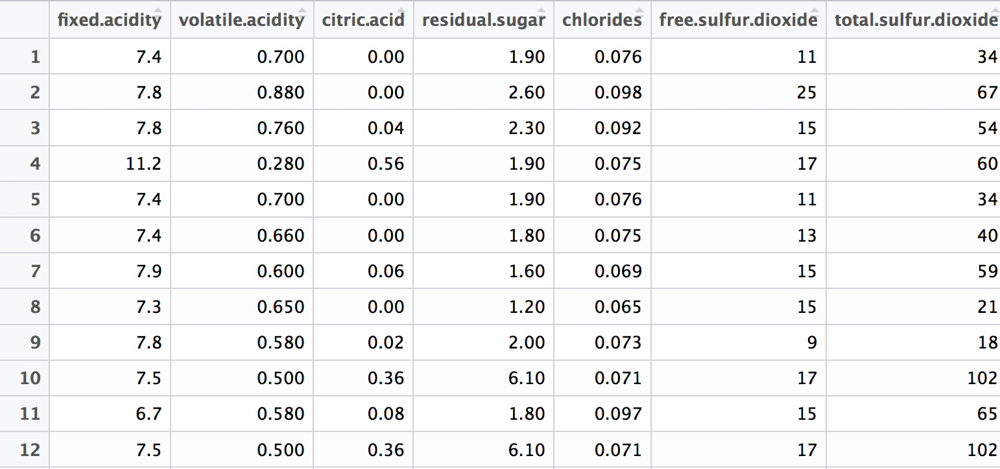 fixed.acidity volatile.acidity citric.acid residual.sugar chlorides free.sulfur.dioxide total.sulfur.dioxide
1 7.4 0.700 0.00 1.90 0.076 11 34
2 7.8 0.880 0.00 2.60 0.098 25 67
3 7.8 0.760 0.04 2.30 0.092 15 54
4 11.2 0.280 0.56 1.90 0.075 17 60
5 7.4 0.700 0.00 1.90 0.076 11 34
6 7.4 0.660 0.00 1.80 0.075 13 40
7 7.9 0.600 0.06 1.60 0.069 15 59
8 7.3 0.650 0.00 1.20 0.065 15 21
9 7.8 0.580 0.02 2.00 0.073 9 18
10 7.5 0.500 0.36 6.10 0.071 17 102
11 6.7 0.580 0.08 1.80 0.097 15 65
12 7.5 0.500 0.36 6.10 0.071 17 102